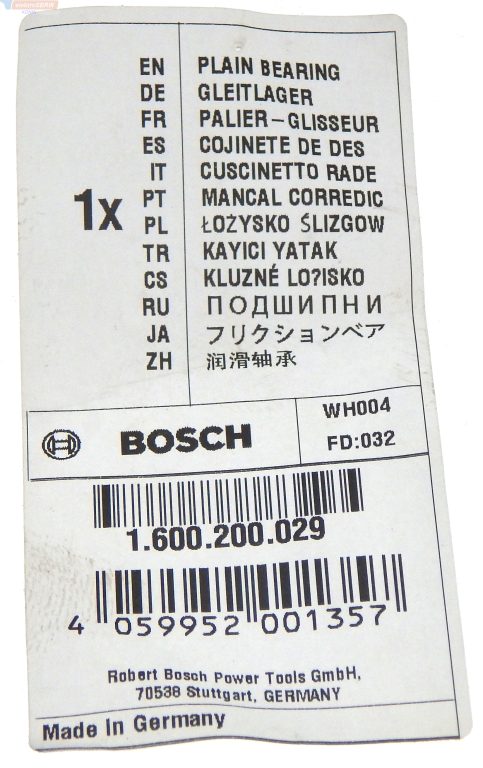 1x
EN PLAIN BEARING
DE GLEITLAGER
FR PALIER-GLISSEUR
ES COJINETE DE DES
IT CUSCINETTO RADE
PT MANCAL CORREDIC
PL ŁOŻYSKO ŚLIZGOW
TR KAYICI YATAK
CS KLUZNÉ LO?ISKO
RU ПОДШИПНИ
JA フリクションベア
ZH 润滑轴承
BOSCH
WH004
FD:032
1.600.200.029
4 059952 001357
Robert Bosch Power Tools GmbH,
70538 Stuttgart, GERMANY
Made in Germany